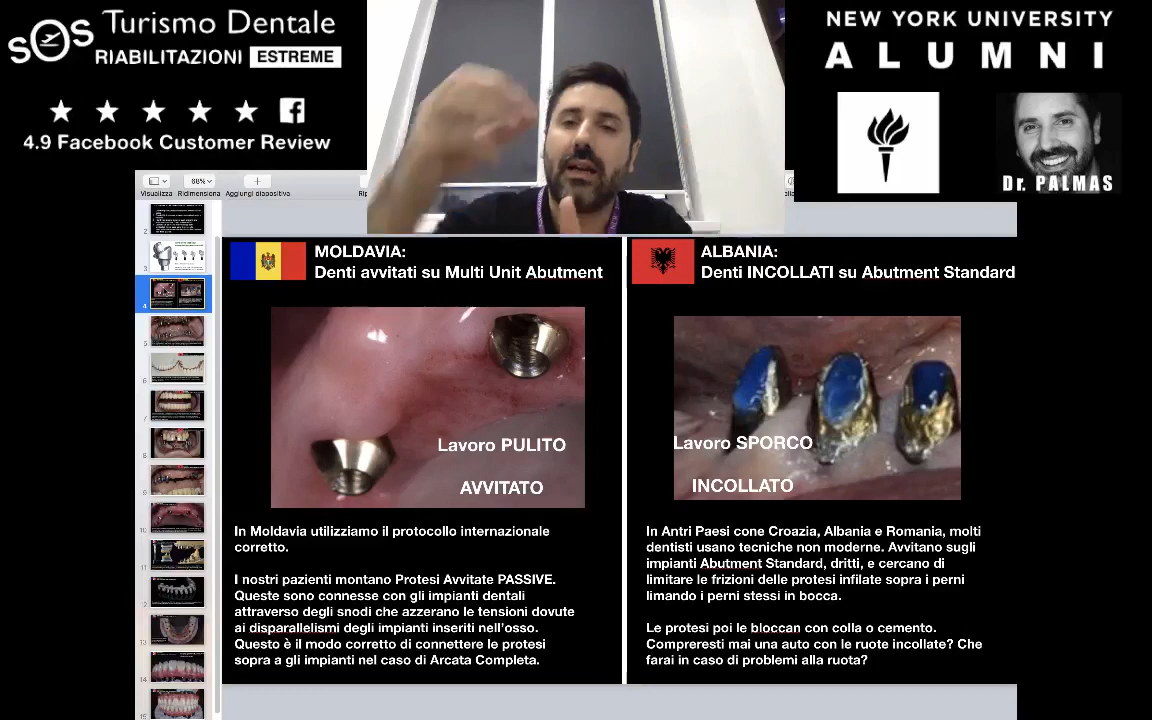 SOS Turismo Dentale
RIABILITAZIONI ESTREME
4.9 Facebook Customer Review
NEW YORK UNIVERSITY
ALUMNI
Dr. PALMAS
68%
Visualizza Ridimensiona Aggiungi diapositiva
MOLDAVIA:
Denti avvitati su Multi Unit Abutment
Lavoro PULITO
AVVITATO
In Moldavia utilizziamo il protocollo internazionale
corretto.
I nostri pazienti montano Protesi Avvitate PASSIVE.
Queste sono connesse con gli impianti dentali
attraverso degli snodi che azzerano le tensioni dovute
ai disparallelismi degli impianti inseriti nell'osso.
Questo è il modo corretto di connettere le protesi
sopra a gli impianti nel caso di Arcata Completa.
ALBANIA:
Denti INCOLLATI su Abutment Standard
Lavoro SPORCO
INCOLLATO
In Antri Paesi cone Croazia, Albania e Romania, molti
dentisti usano tecniche non moderne. Avvitano sugli
impianti Abutment Standard, dritti, e cercano di
limitare le frizioni delle protesi infilate sopra i perni
limando i perni stessi in bocca.
Le protesi poi le bloccan con colla o cemento.
Compreresti mai una auto con le ruote incollate? Che
farai in caso di problemi alla ruota?